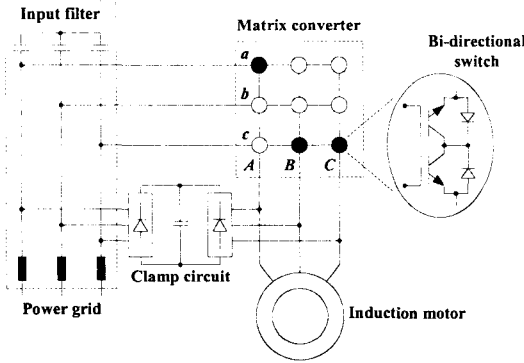 Input filter
Matrix converter
Bi-directional
switch
a
b
c
A B C
Clamp circuit
Power grid
Induction motor